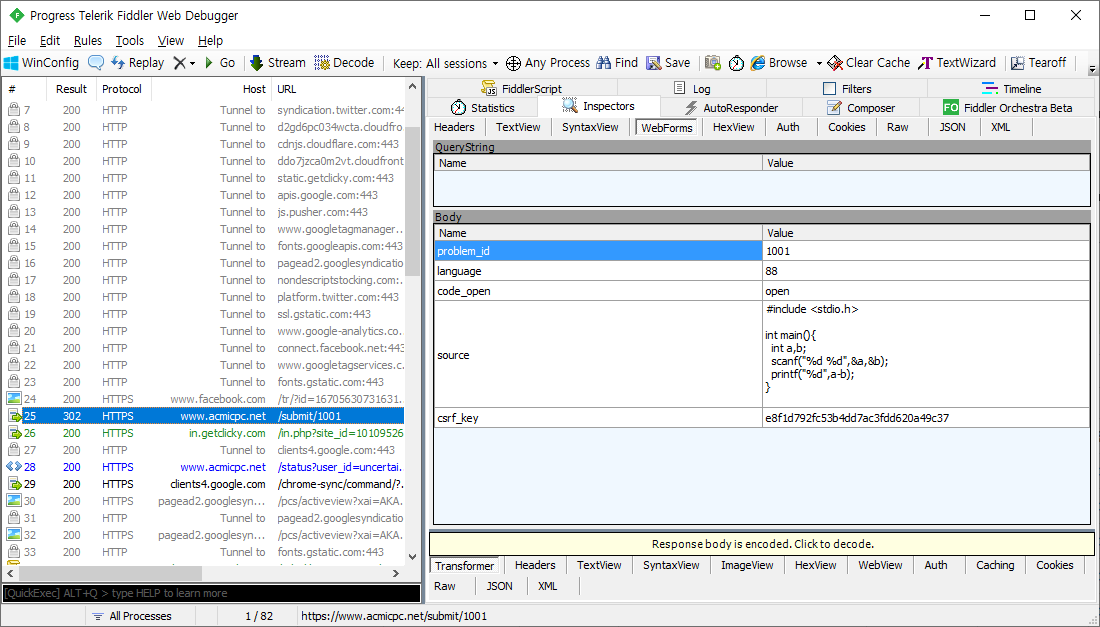 Progress Telerik Fiddler Web Debugger
File Edit Rules Tools View Help
WinConfig Replay Go Stream Decode Keep: All sessions Any Process Find Save Browse Clear Cache TextWizard Tearoff
# Result Protocol Host URL
7 200 HTTP Tunnel to syndication.twitter.com:443
8 200 HTTP Tunnel to d2gd6pc034wcta.cloudfro
9 200 HTTP Tunnel to cdnjs.cloudflare.com:443
10 200 HTTP Tunnel to ddo7jzca0m2vt.cloudfront
11 200 HTTP Tunnel to static.getclicky.com:443
12 200 HTTP Tunnel to apis.google.com:443
13 200 HTTP Tunnel to js.pusher.com:443
14 200 HTTP Tunnel to www.googletagmanager...
15 200 HTTP Tunnel to fonts.googleapis.com:443
16 200 HTTP Tunnel to pagead2.googlesyndicatio
17 200 HTTP Tunnel to nondescriptstocking.com:.
18 200 HTTP Tunnel to platform.twitter.com:443
19 200 HTTP Tunnel to ssl.gstatic.com:443
20 200 HTTP Tunnel to www.google-analytics.co.
21 200 HTTP Tunnel to connect.facebook.net:443
22 200 HTTP Tunnel to www.googletagservices.c.
23 200 HTTP Tunnel to fonts.gstatic.com:443
24 200 HTTPS www.facebook.com /tr/?id=16705630731631.
25 302 HTTPS www.acmicpc.net /submit/1001
26 200 HTTPS in.getclicky.com /in.php?site_id=10109526
27 200 HTTP Tunnel to clients4.google.com:443
28 200 HTTPS www.acmicpc.net /status?user_id=uncertai.
29 200 HTTPS clients4.google.com /chrome-sync/command/?.
30 200 HTTPS pagead2.googlesyn... /pcs/activeview?xai=AKA.
31 200 HTTP Tunnel to pagead2.googlesyndicatio
32 200 HTTPS pagead2.googlesyn... /pcs/activeview?xai=AKA.
33 200 HTTP Tunnel to fonts.gstatic.com:443
[QuickExec] ALT+Q > type HELP to learn more
FiddlerScript Log Filters Timeline
Statistics Inspectors AutoResponder Composer FO Fiddler Orchestra Beta
Headers TextView SyntaxView WebForms HexView Auth Cookies Raw JSON XML
QueryString
Name Value
Body
Name Value
problem_id 1001
language 88
code_open open
source
#include <stdio.h>
int main(){
int a,b;
scanf("%d %d",&a,&b);
printf("%d",a-b);
}
csrf_key e8f1d792fc53b4dd7ac3fdd620a49c37
Response body is encoded. Click to decode.
Transformer Headers TextView SyntaxView ImageView HexView WebView Auth Caching Cookies
Raw JSON XML
All Processes 1 / 82 https://www.acmicpc.net/submit/1001